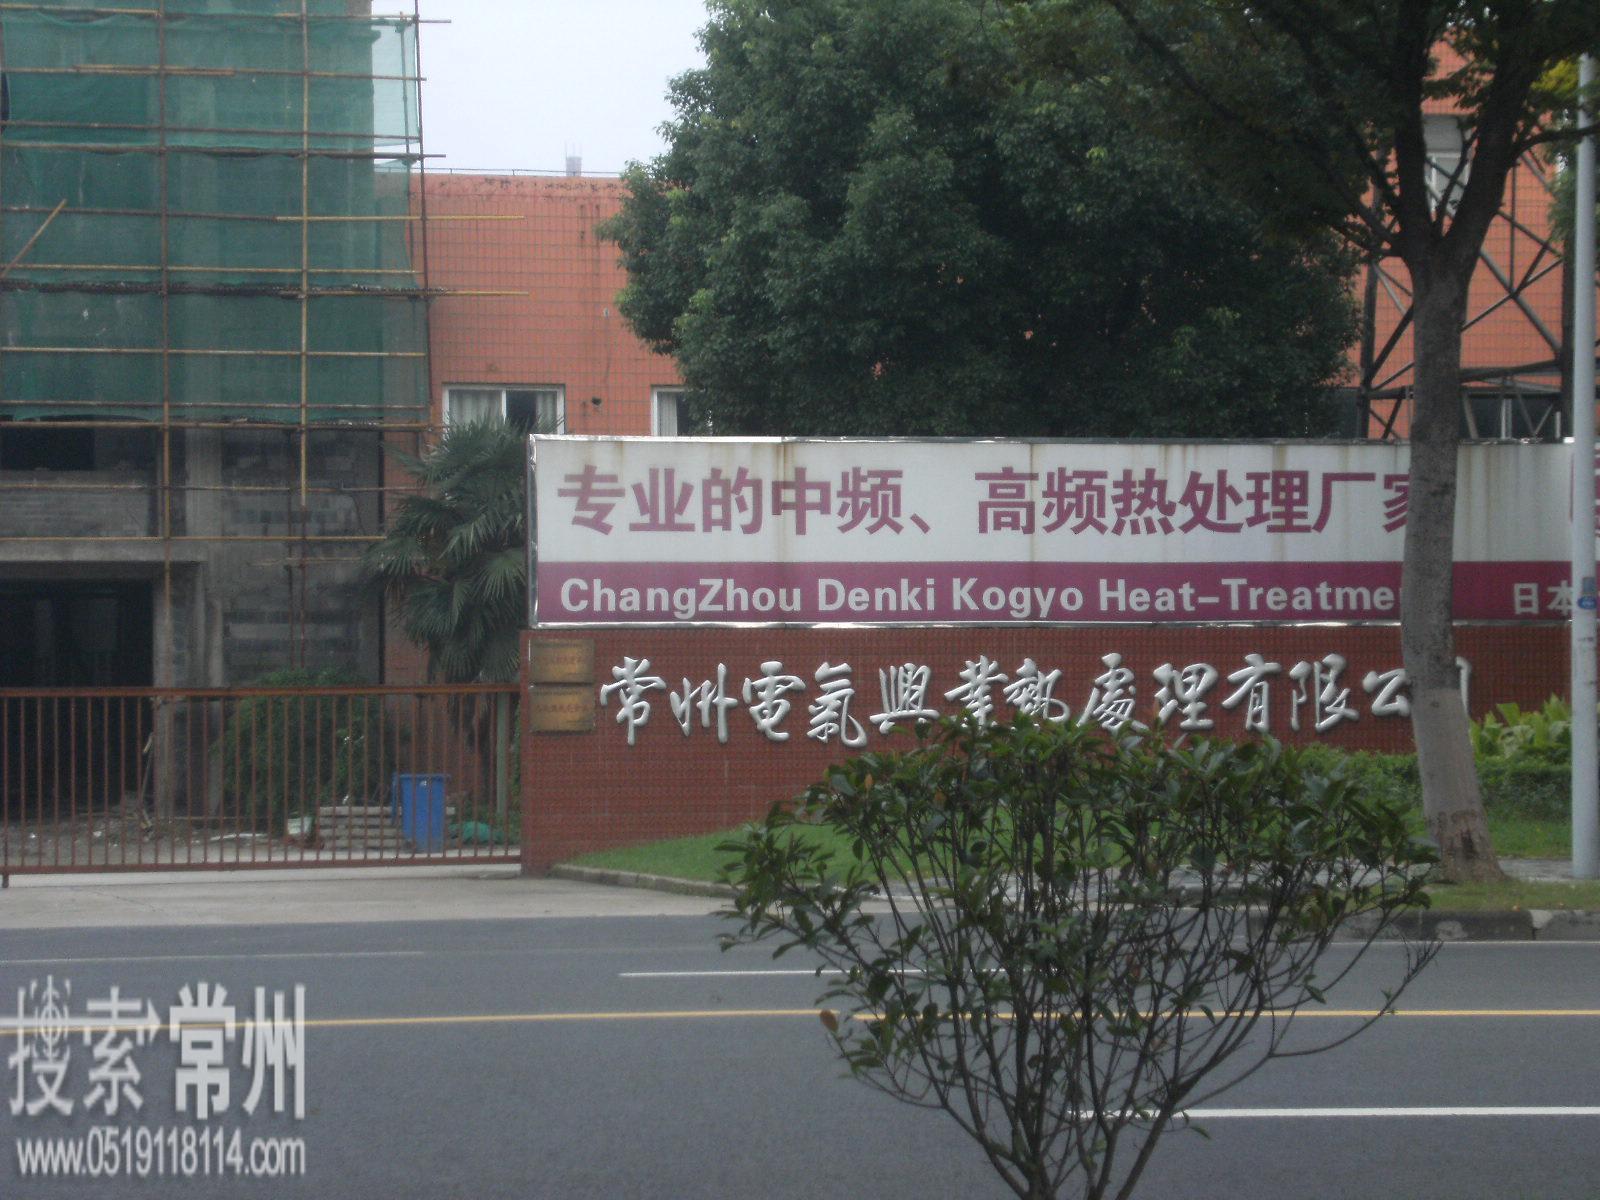 专业的中频、高频热处理厂家
ChangZhou Denki Kogyo Heat-Treatme
日本
常州電氣興業熱處理有限公司
搜索常州
www.0519118114.com